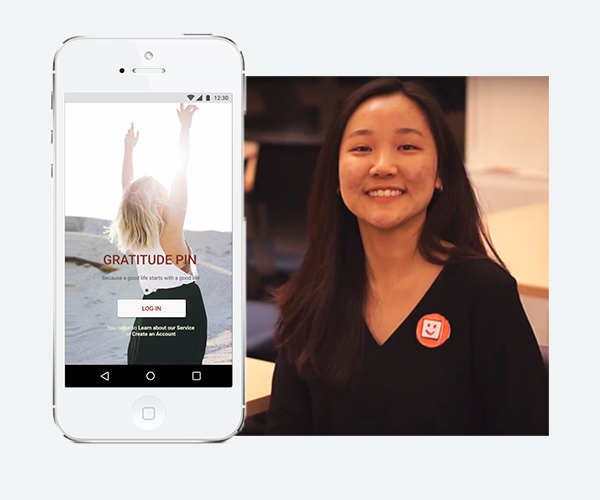 12:30
GRATITUDE PIN
Because a good life starts with a good life
LOG IN
You can also Learn about our Service
or Create an Account